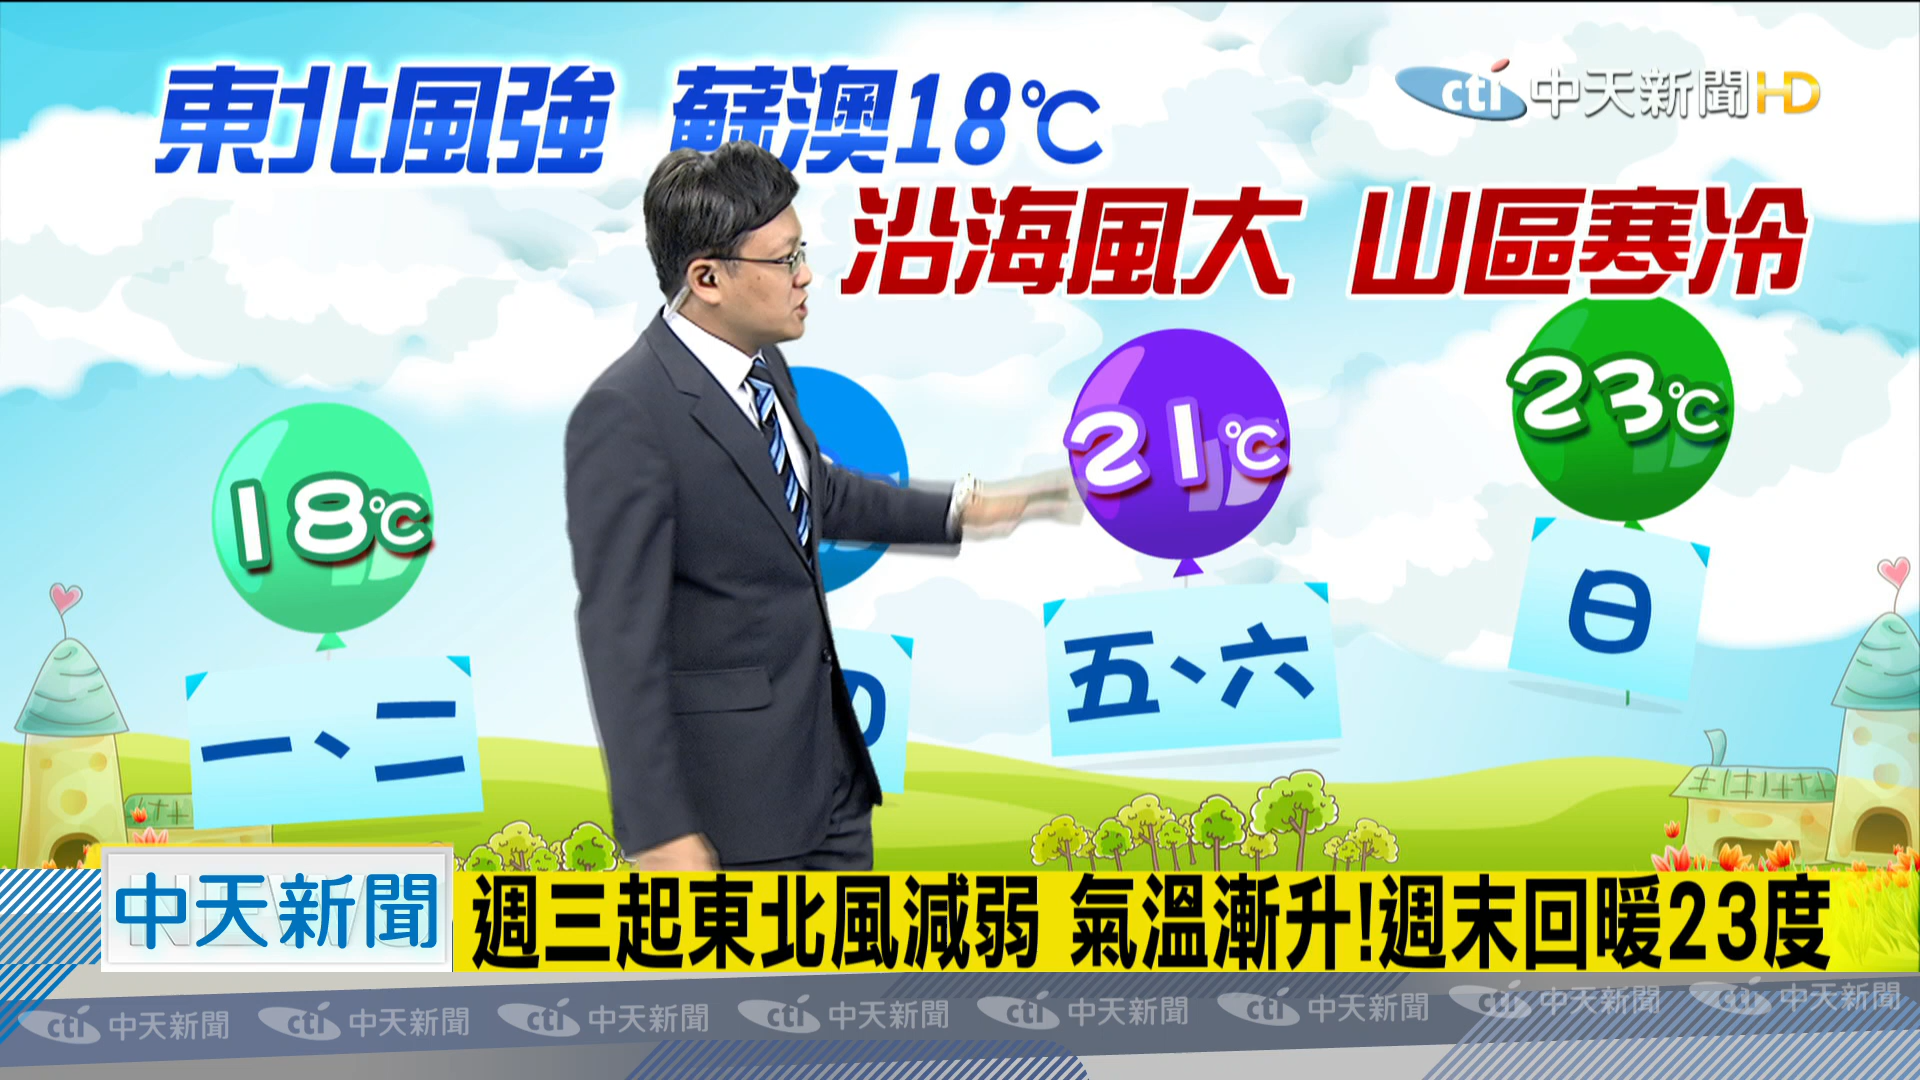 東北風強 蘇澳18℃
cti 中天新聞HD
沿海風大 山區寒冷
18℃
21℃
23℃
一、二
五、六
日
中天新聞
週三起東北風減弱 氣溫漸升!週末回暖23度
cti 中天新聞 cti 中天新聞 cti 中天新聞 cti 中天新聞 cti 中天新聞 cti 中天新聞 cti 中天新聞 cti 中天新聞